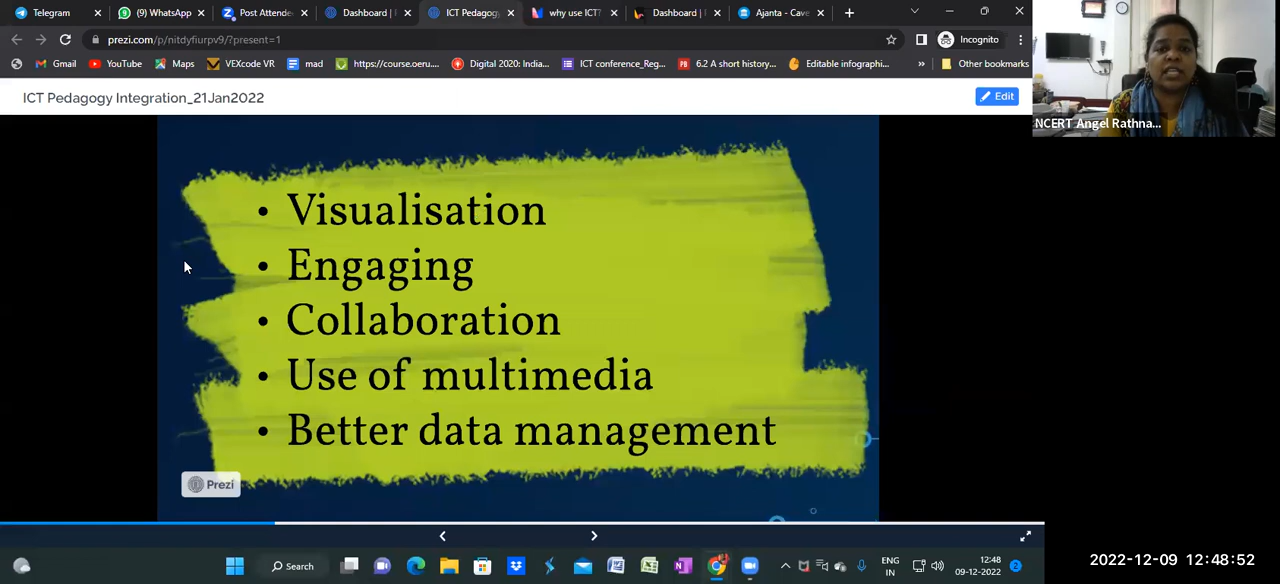 Telegram
(9) WhatsApp
Post Attende
Dashboard |
ICT Pedagog
why use ICT?
Dashboard |
Ajanta - Cave
prezi.com/p/nitdyfiurpv9/?present=1
Incognito
Gmail
YouTube
Maps
VEXcode VR
mad
https://course.oeru....
Digital 2020: India...
ICT conference_Reg...
6.2 A short history...
Editable infographi...
»
Other bookmarks
ICT Pedagogy Integration_21Jan2022
Edit
NCERT Angel Rathna...
• Visualisation
• Engaging
• Collaboration
• Use of multimedia
• Better data management
Prezi
Search
ENG
IN
12:48
09-12-2022
2
2022-12-09 12:48:52